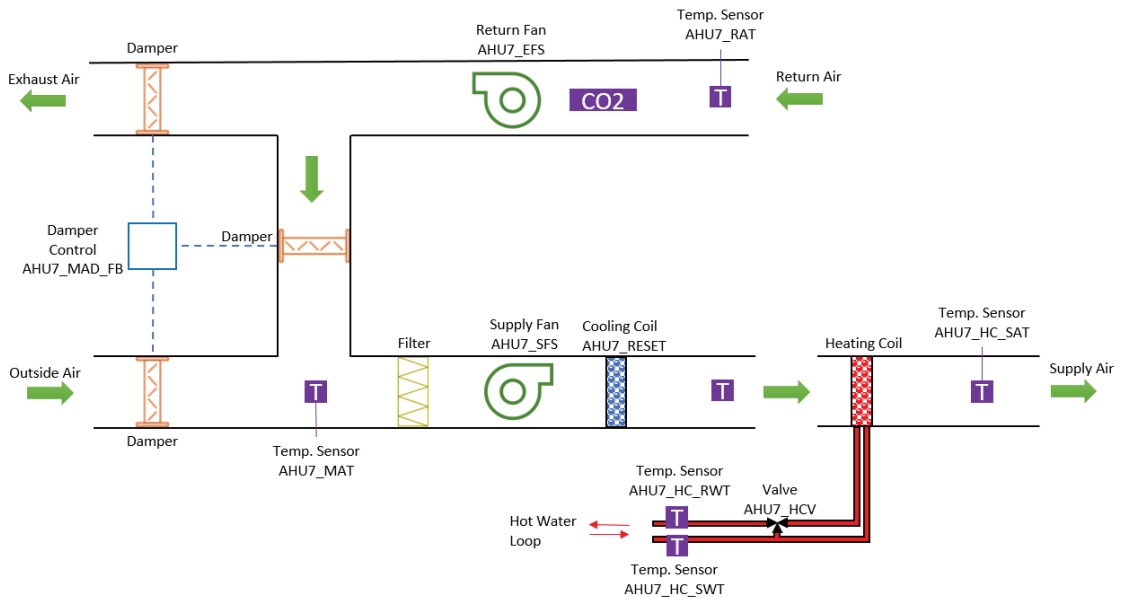 Temp. Sensor
AHU7_RAT
Return Fan
AHU7_EFS
Damper
Exhaust Air
CO2
T
Return Air
Damper
Control
AHU7_MAD_FB
Damper
Temp. Sensor
AHU7_HC_SAT
Filter
Supply Fan
AHU7_SFS
Cooling Coil
AHU7_RESET
Heating Coil
Outside Air
T
T
T
Supply Air
Damper
Temp. Sensor
AHU7_MAT
Temp. Sensor
AHU7_HC_RWT
Valve
AHU7_HCV
T
Hot Water
Loop
T
Temp. Sensor
AHU7_HC_SWT